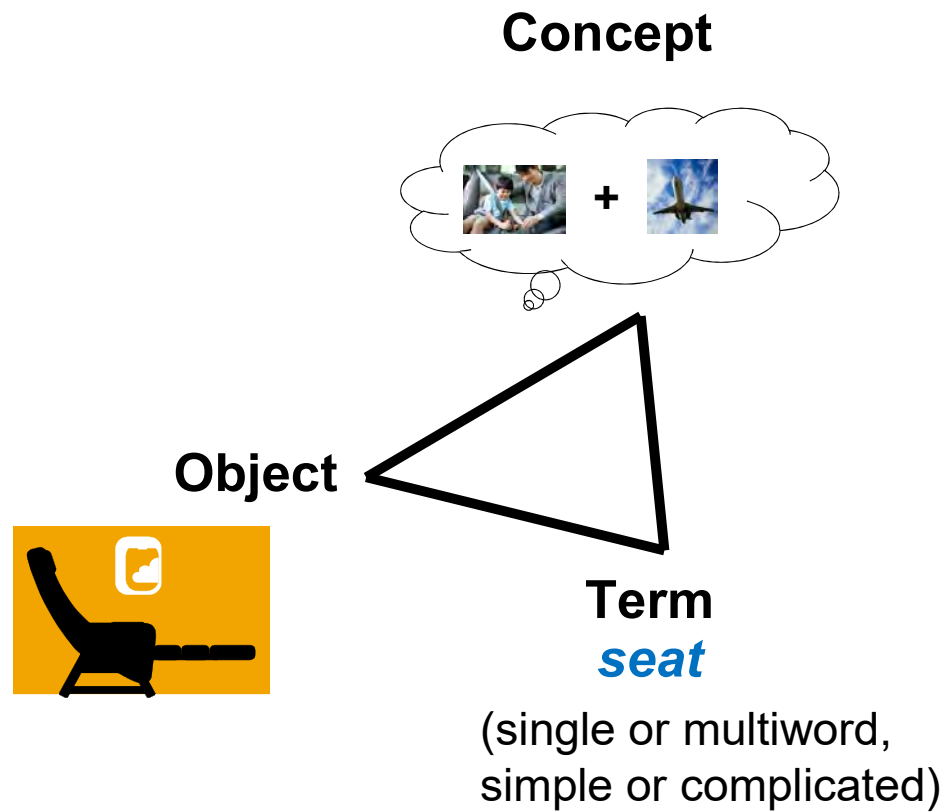 Concept
+
Object
Term
seat
(single or multiword,
simple or complicated)